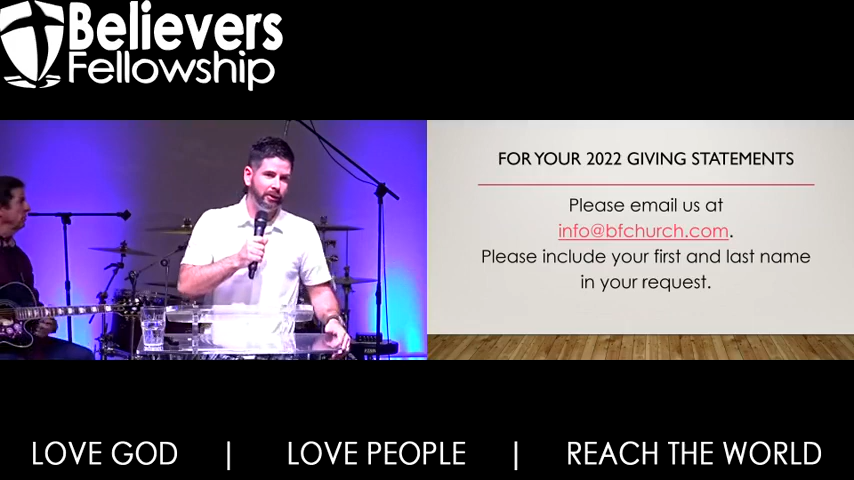 Believers
Fellowship
FOR YOUR 2022 GIVING STATEMENTS
Please email us at
info@bfchurch.com.
Please include your first and last name
in your request.
LOVE GOD | LOVE PEOPLE | REACH THE WORLD